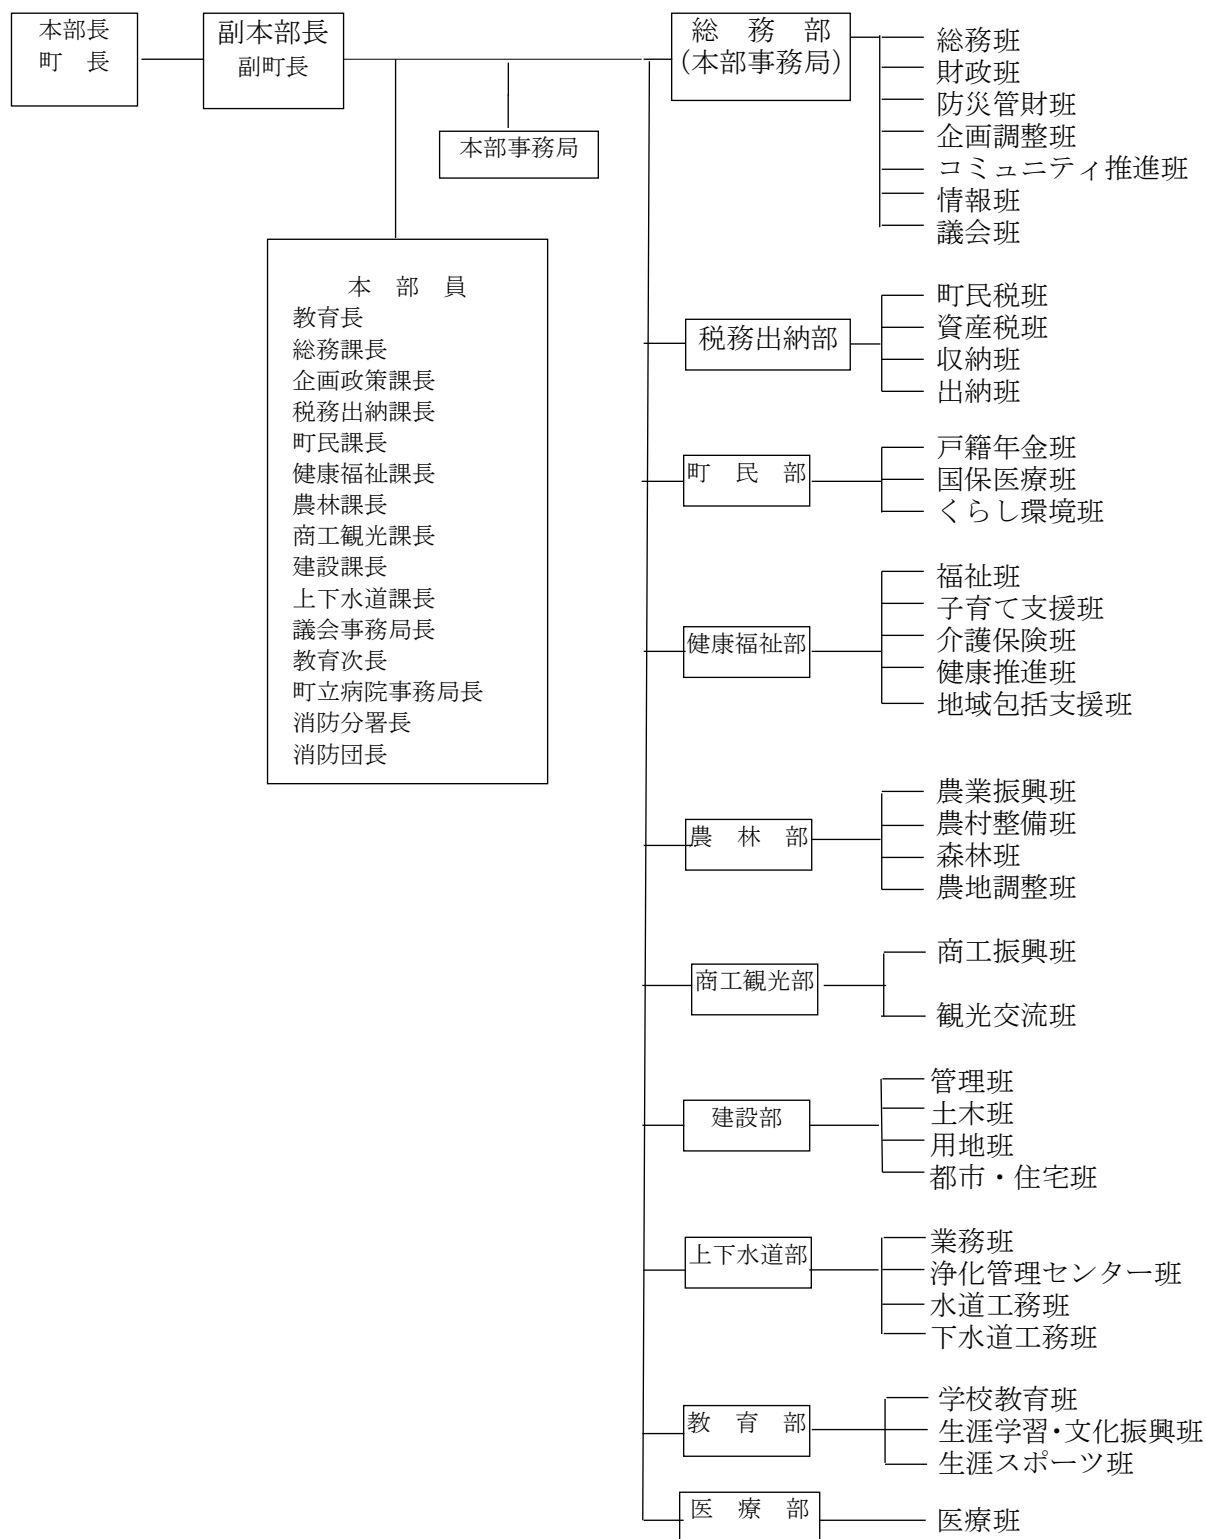 本部長
町　長
副本部長
副町長
本部事務局
本　部　員
教育長
総務課長
企画政策課長
税務出納課長
町民課長
健康福祉課長
農林課長
商工観光課長
建設課長
上下水道課長
議会事務局長
教育次長
町立病院事務局長
消防分署長
消防団長
総　務　部
(本部事務局)
総務班
財政班
防災管財班
企画調整班
コミュニティ推進班
情報班
議会班
税務出納部
町民税班
資産税班
収納班
出納班
町　民　部
戸籍年金班
国保医療班
くらし環境班
健康福祉部
福祉班
子育て支援班
介護保険班
健康推進班
地域包括支援班
農　林　部
農業振興班
農村整備班
森林班
農地調整班
商工観光部
商工振興班
観光交流班
建設部
管理班
土木班
用地班
都市・住宅班
上下水道部
業務班
浄化管理センター班
水道工務班
下水道工務班
教　育　部
学校教育班
生涯学習・文化振興班
生涯スポーツ班
医　療　部
医療班